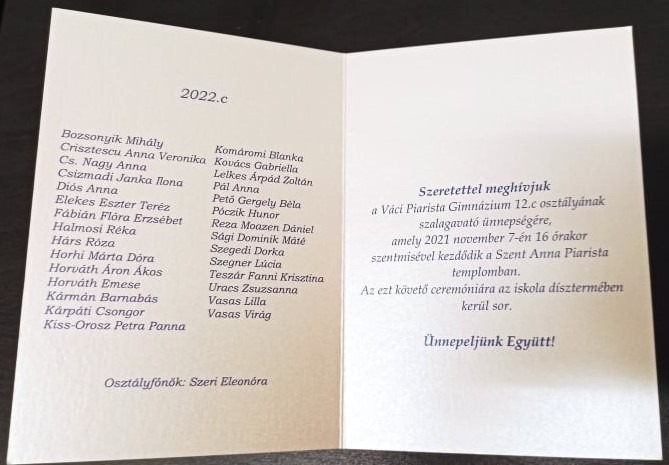 2022.c
Bozsonyik Mihály
Crisztescu Anna Veronika
Cs. Nagy Anna
Csizmadi Janka Ilona
Diós Anna
Elekes Eszter Teréz
Fábián Flóra Erzsébet
Halmosi Réka
Hárs Róza
Horhi Márta Dóra
Horváth Áron Ákos
Horváth Emese
Kármán Barnabás
Kárpáti Csongor
Kiss-Orosz Petra Panna
Komáromi Blanka
Kovács Gabriella
Lelkes Árpád Zoltán
Pál Anna
Pető Gergely Béla
Póczik Hunor
Reza Moazen Dániel
Sági Dominik Máté
Szegedi Dorka
Szegner Lúcia
Teszár Fanni Krisztina
Uracs Zsuzsanna
Vasas Lilla
Vasas Virág
Osztályfőnök: Szeri Eleonóra
Szeretettel meghívjuk
a Váci Piarista Gimnázium 12.c osztályának
szalagavató ünnepségére,
amely 2021 november 7-én 16 órakor
szentmisével kezdődik a Szent Anna Piarista
templomban.
Az ezt követő ceremóniára az iskola dísztermében
kerül sor.
Ünnepeljünk Együtt!